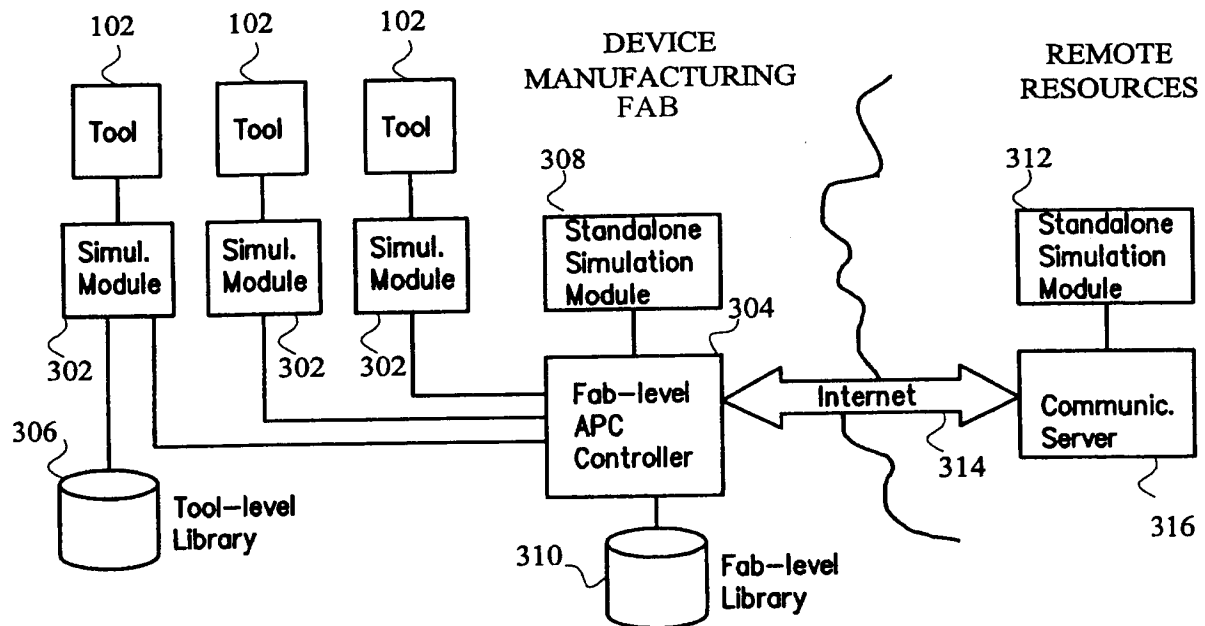 102
102
102
DEVICE
MANUFACTURING
FAB
REMOTE
RESOURCES
Tool
Tool
Tool
308
312
Simul.
Module
Simul.
Module
Simul.
Module
Standalone
Simulation
Module
Standalone
Simulation
Module
302
302
302
304
Fab-level
APC
Controller
Internet
314
Communic.
Server
316
306
Tool-level
Library
310
Fab-level
Library